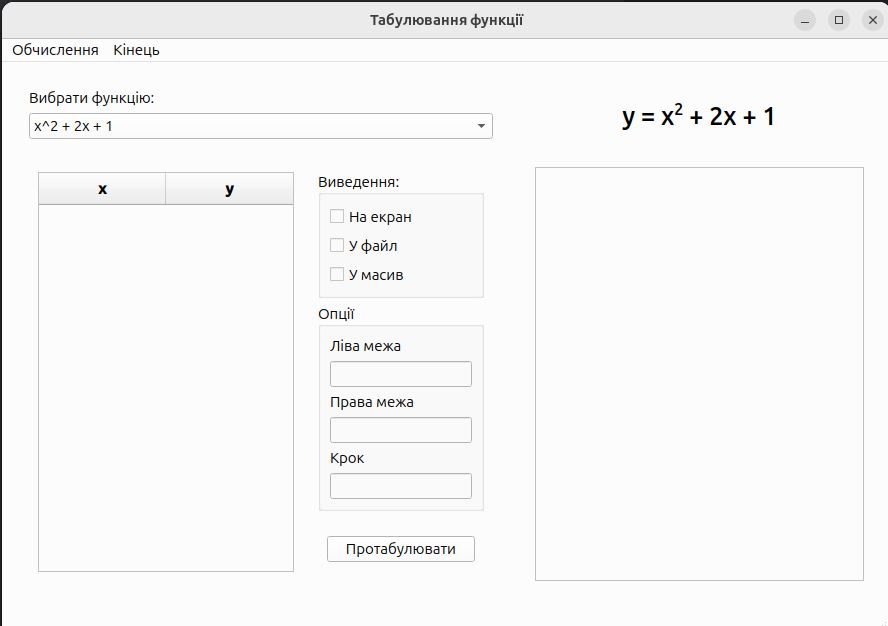 Табулювання функції
Обчислення Кінець
Вибрати функцію:
x^2 + 2x + 1
y = x² + 2x + 1
x y
Виведення:
На екран
У файл
У масив
Опції
Ліва межа
Права межа
Крок
Протабулювати